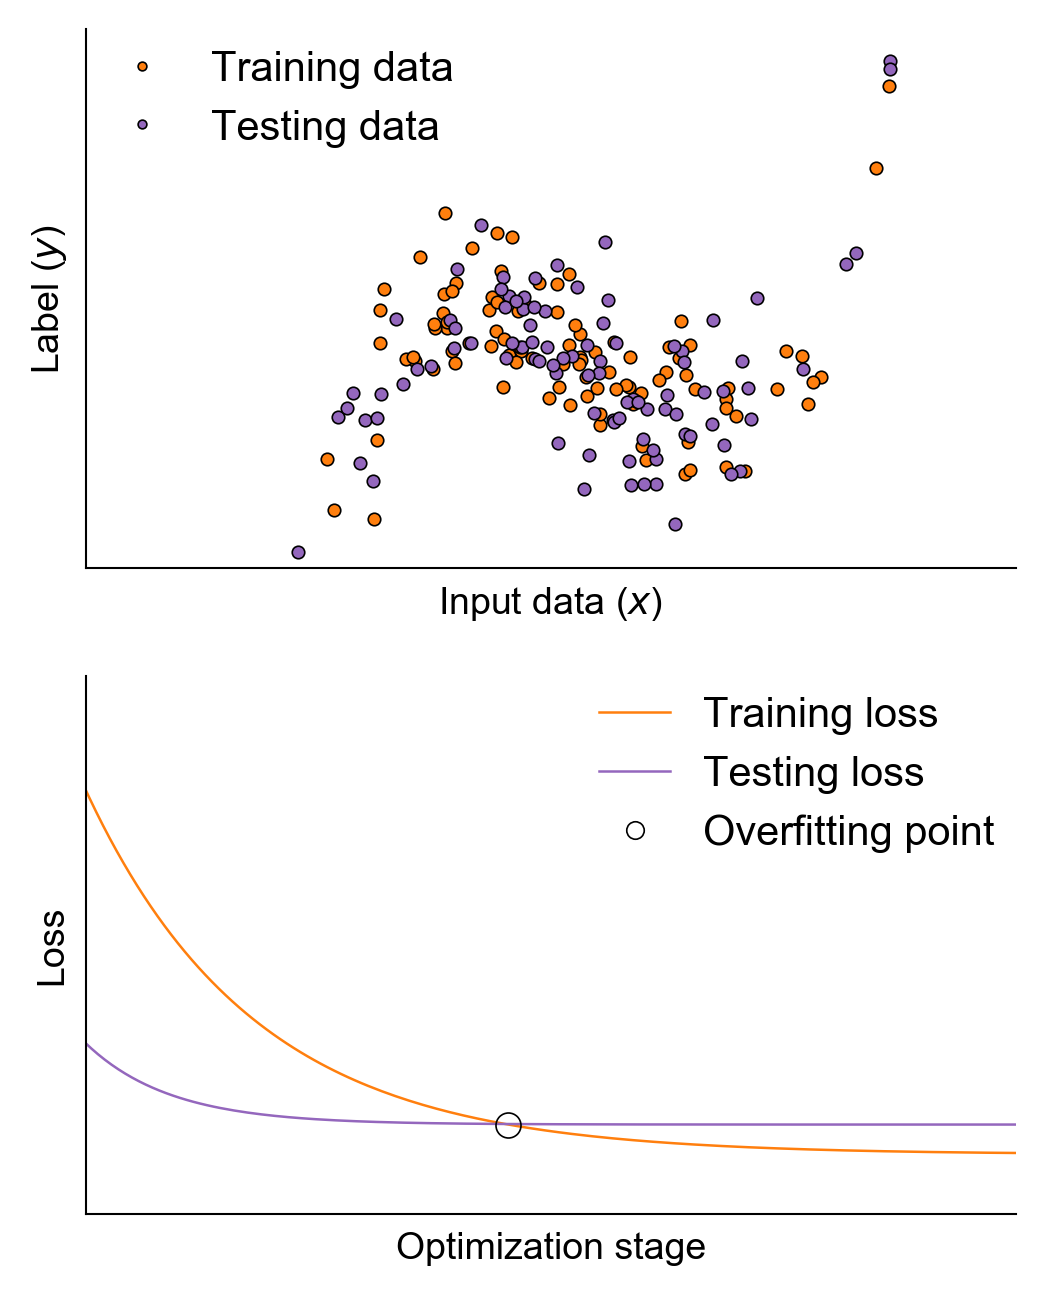 Training data
Testing data
Label (y)
Input data (x)
Training loss
Testing loss
Overfitting point
Loss
Optimization stage